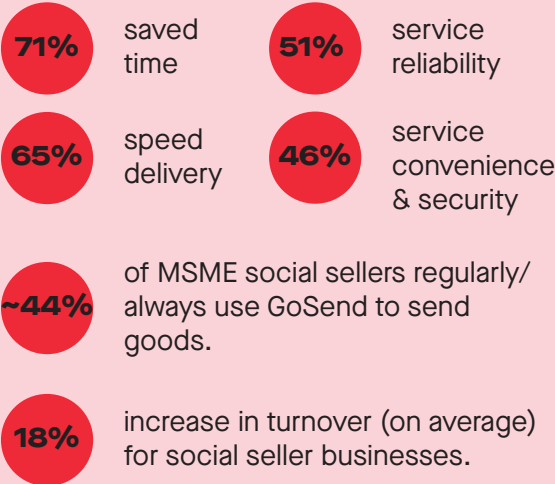 71%
saved
time
51%
service
reliability
65%
speed
delivery
46%
service
convenience
& security
~44%
of MSME social sellers regularly/
always use GoSend to send
goods.
18%
increase in turnover (on average)
for social seller businesses.